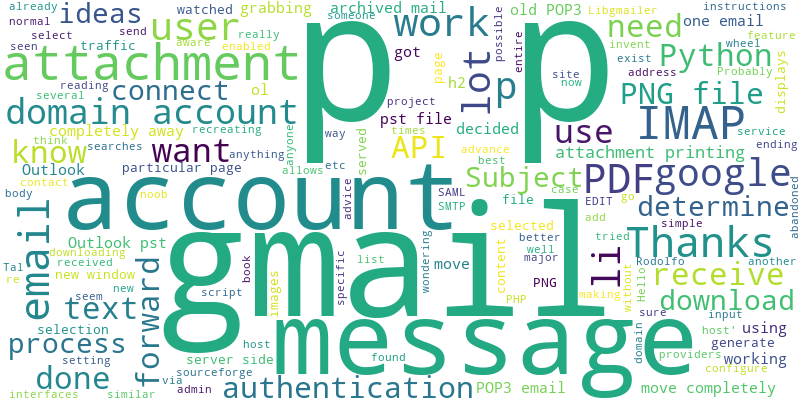 already
ideas
watched
grabbing
archived mail
someone
old POP3
Libgmailer
instructions
normal
user
work
need
one email
select
send
traffic
really
aware
enabled
possible
invent
wheel
feature
seen
attachment
got
lot
page
entire
exist
Python
Probably
displays
reading
connect
ol
h2
p
p
p
site
now
address
PNG file
several
domain account
pst file
project
IMAP
completely away
recreating
anyone
served
times
way
decided
service
think
know
searches
anything
want
API
advance
use
attachment printing
ending
Outlook
particular page
allows
etc
best
Subject
case
PDF
google
contact
noob
account
advice
SAML
file
EDIT
go
determine
body
SMTP
selected
add
simple
abandoned
email
Outlook pst
book
better
well
tried
Thanks
downloading
received
new window
images
specific
list
move
wondering
major
content
li
without
Hello
Rodolfo
another
Tal
re
seem
new
forward
gmail
PNG
receive
text
script
PHP
making
download
selection
host
message
domain
sure
input
process
setting
server side
found
host'
using
providers
generate
working
configure
done
via
sourceforge
admin
authentication
POP3 email
move completely
interfaces
similar